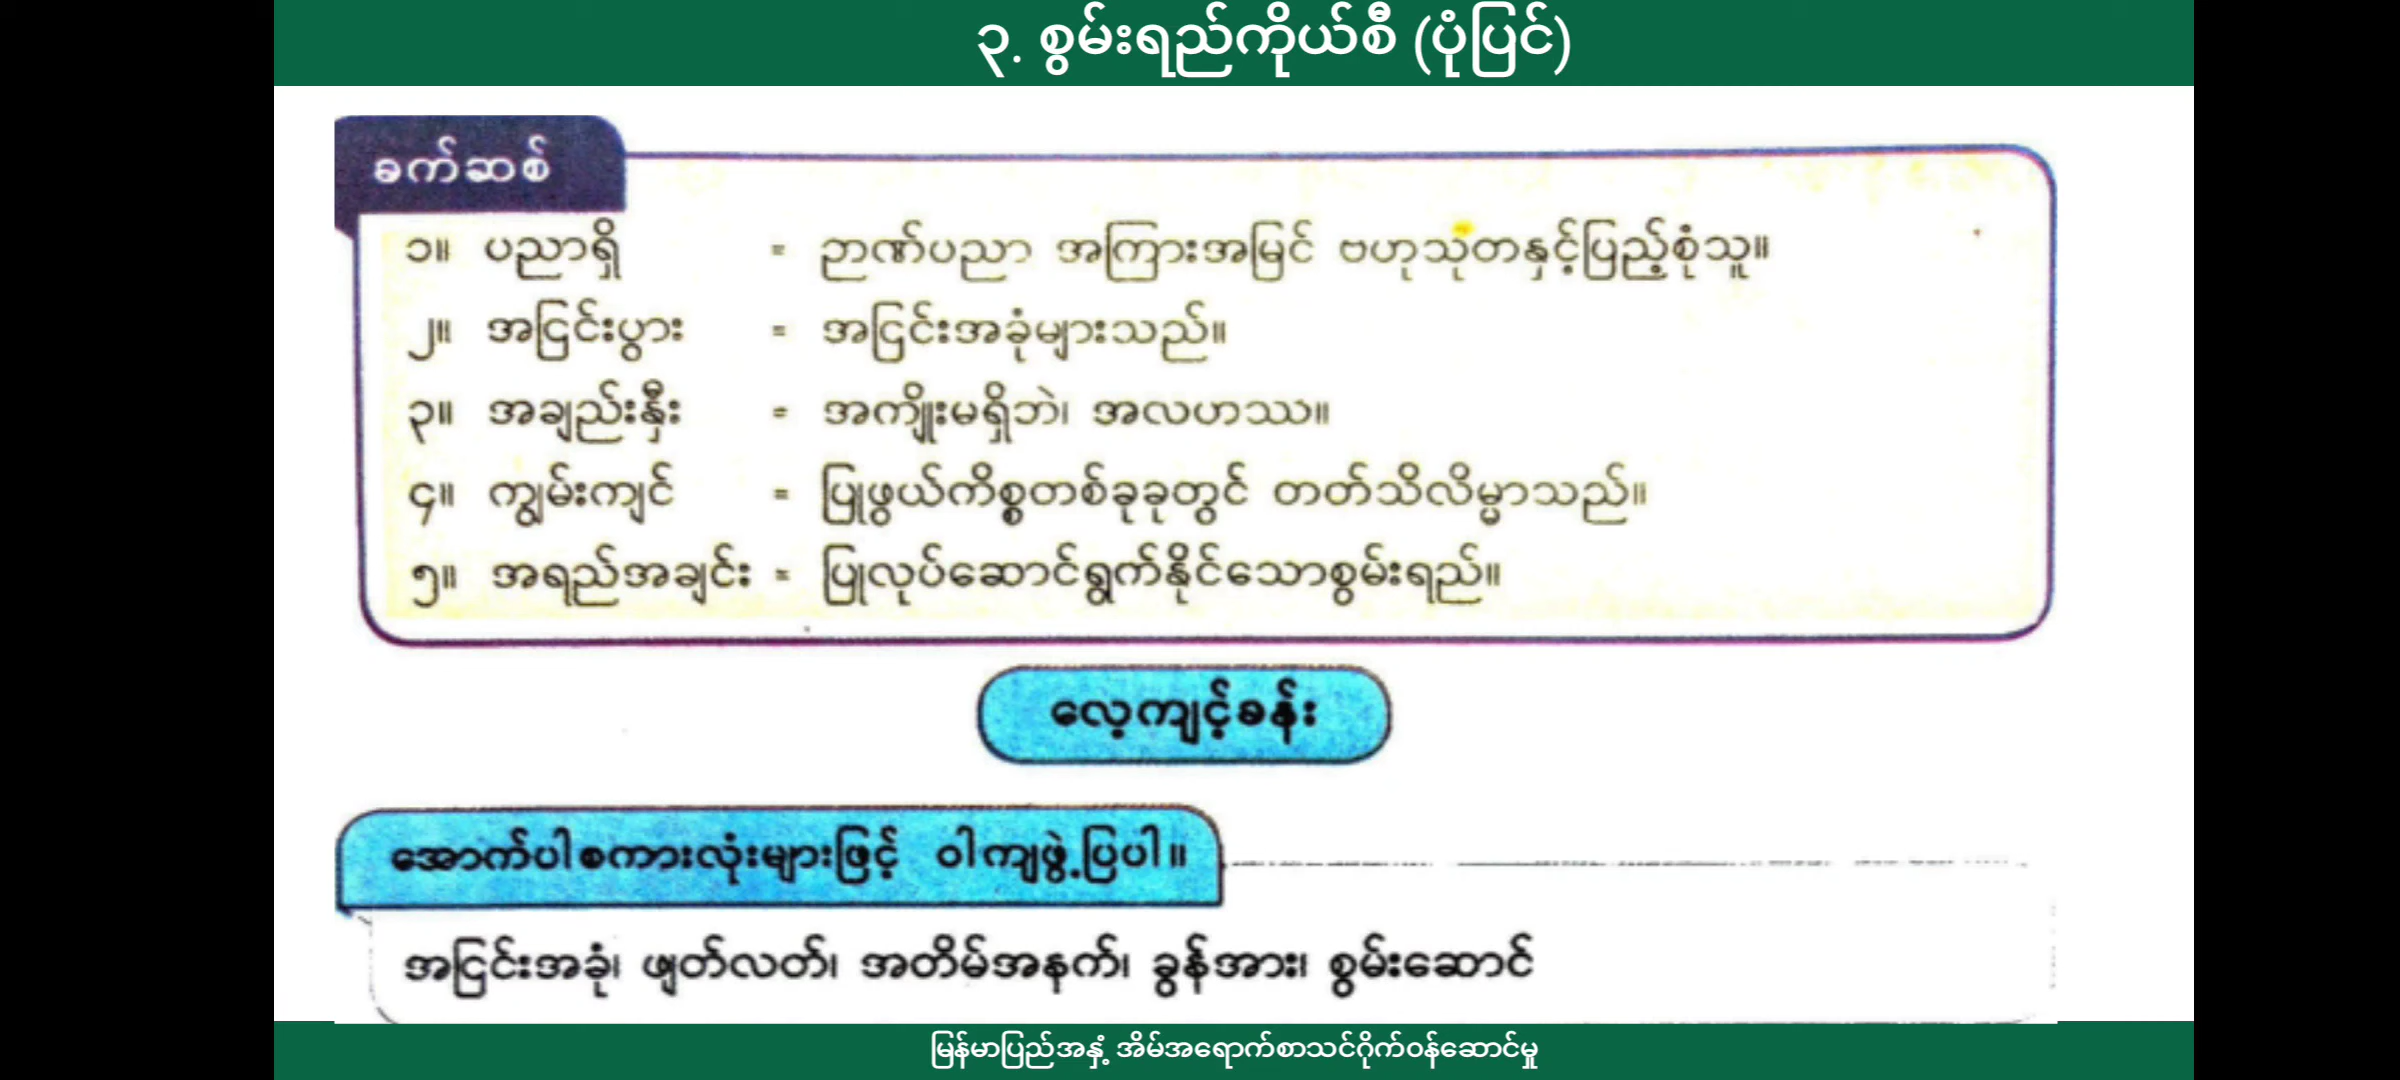 ၃. စွမ်းရည်ကိုယ်စီ (ပုံပြင်)
ခက်ဆစ်
၁။ ပညာရှိ = ဉာဏ်ပညာ အကြားအမြင် ဗဟုသုတနှင့်ပြည့်စုံသူ။
၂။ အငြင်းပွား = အငြင်းအခုံများသည်။
၃။ အချည်းနှီး = အကျိုးမရှိဘဲ၊ အလဟဿ။
၄။ ကျွမ်းကျင် = ပြုဖွယ်ကိစ္စတစ်ခုခုတွင် တတ်သိလိမ္မာသည်။
၅။ အရည်အချင်း = ပြုလုပ်ဆောင်ရွက်နိုင်သောစွမ်းရည်။
လေ့ကျင့်ခန်း
အောက်ပါစကားလုံးများဖြင့် ဝါကျဖွဲ့ပြပါ။
အငြင်းအခုံ၊ ဖျတ်လတ်၊ အတိမ်အနက်၊ ခွန်အား၊ စွမ်းဆောင်
မြန်မာပြည်အနှံ့ အိမ်အရောက်စာသင်ဂိုက်ဝန်ဆောင်မှု